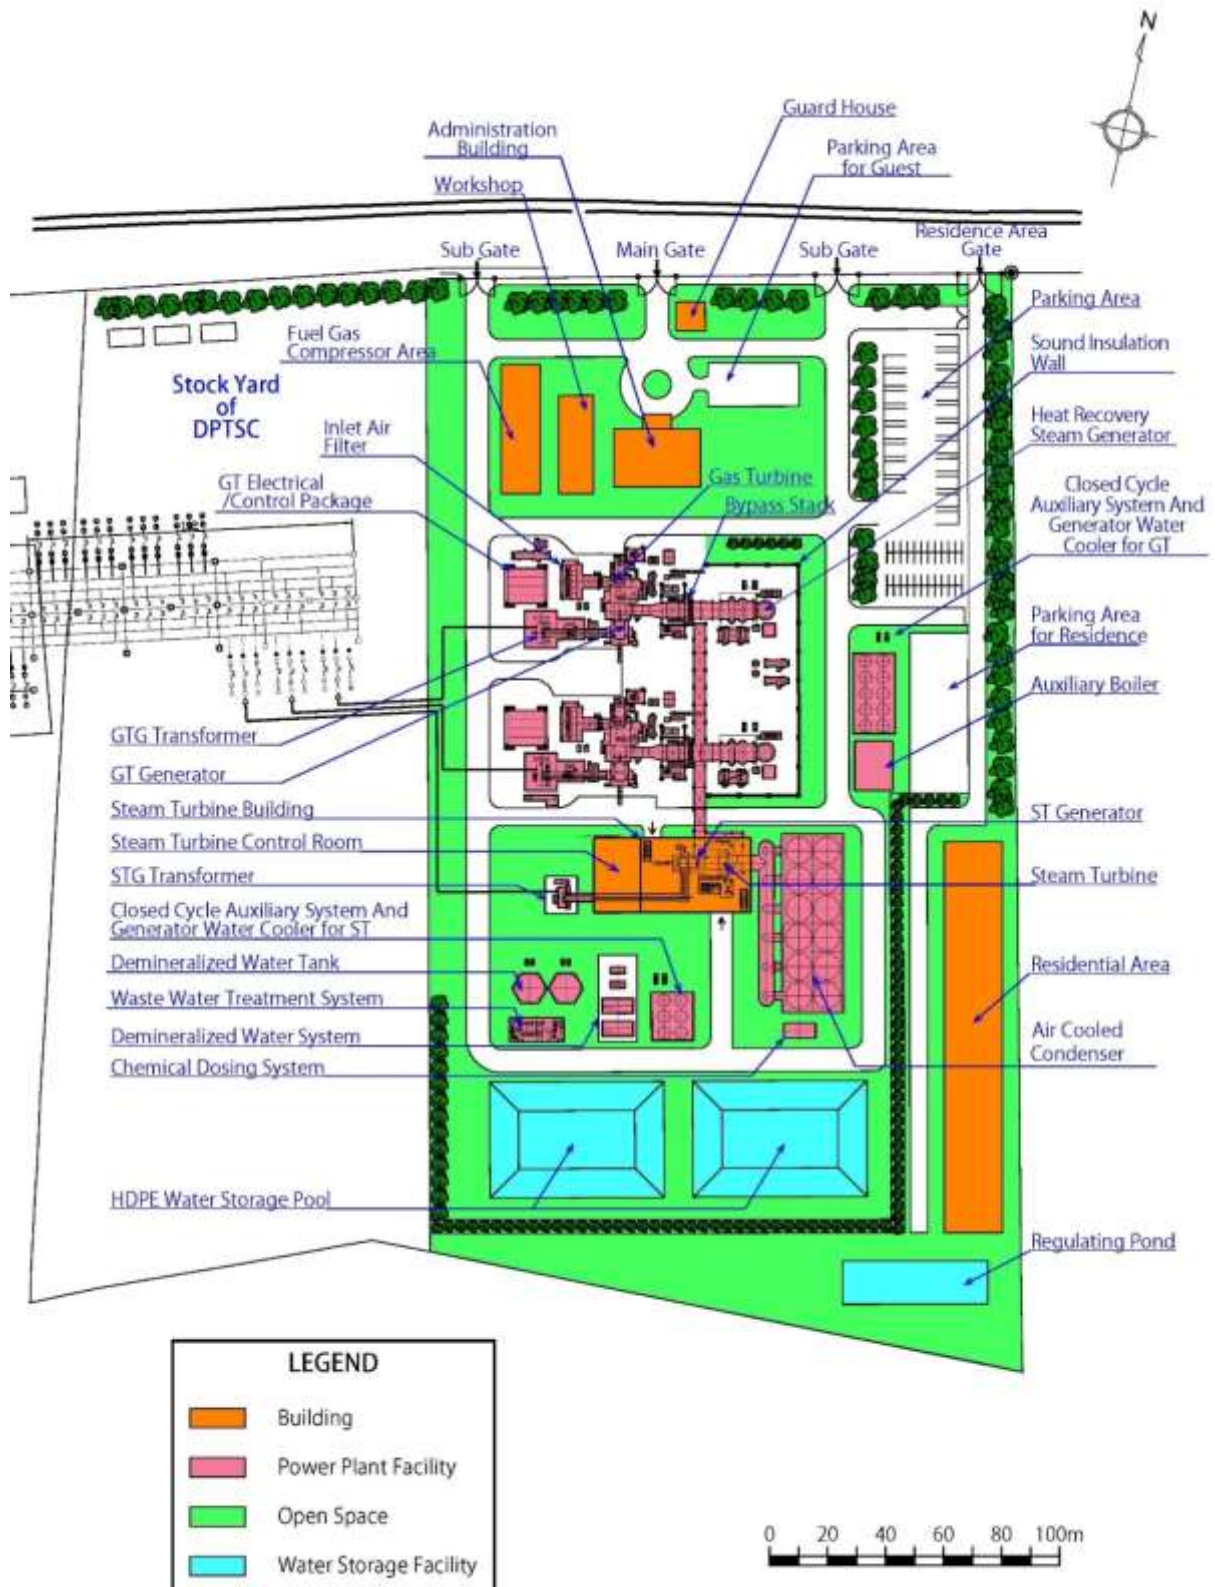 N
Guard House
Administration
Building
Parking Area
for Guest
Workshop
Sub Gate
Main Gate
Sub Gate
Residence Area
Gate
Parking Area
Fuel Gas
Compressor Area
Sound Insulation
Wall
Stock Yard
of
DPTSC
Heat Recovery
Steam Generator
Inlet Air
Filter
Gas Turbine
GT Electrical
/Control Package
Bypass Stack
Closed Cycle
Auxiliary System And
Generator Water
Cooler for GT
Parking Area
for Residence
Auxiliary Boiler
GTG Transformer
GT Generator
Steam Turbine Building
ST Generator
Steam Turbine Control Room
STG Transformer
Steam Turbine
Closed Cycle Auxiliary System And
Generator Water Cooler for ST
Demineralized Water Tank
Residential Area
Waste Water Treatment System
Demineralized Water System
Air Cooled
Condenser
Chemical Dosing System
HDPE Water Storage Pool
Regulating Pond
LEGEND
Building
Power Plant Facility
Open Space
Water Storage Facility
0 20 40 60 80 100m